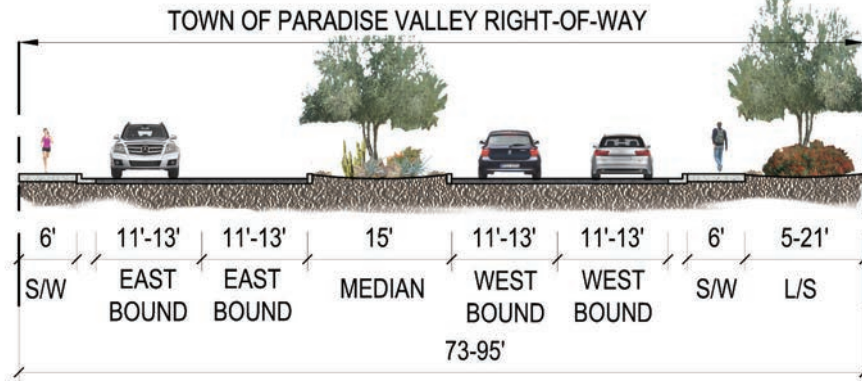 TOWN OF PARADISE VALLEY RIGHT-OF-WAY
6' 11'-13' 11'-13' 15' 11'-13' 11'-13' 6' 5-21'
S/W EAST BOUND EAST BOUND MEDIAN WEST BOUND WEST BOUND S/W L/S
73-95'